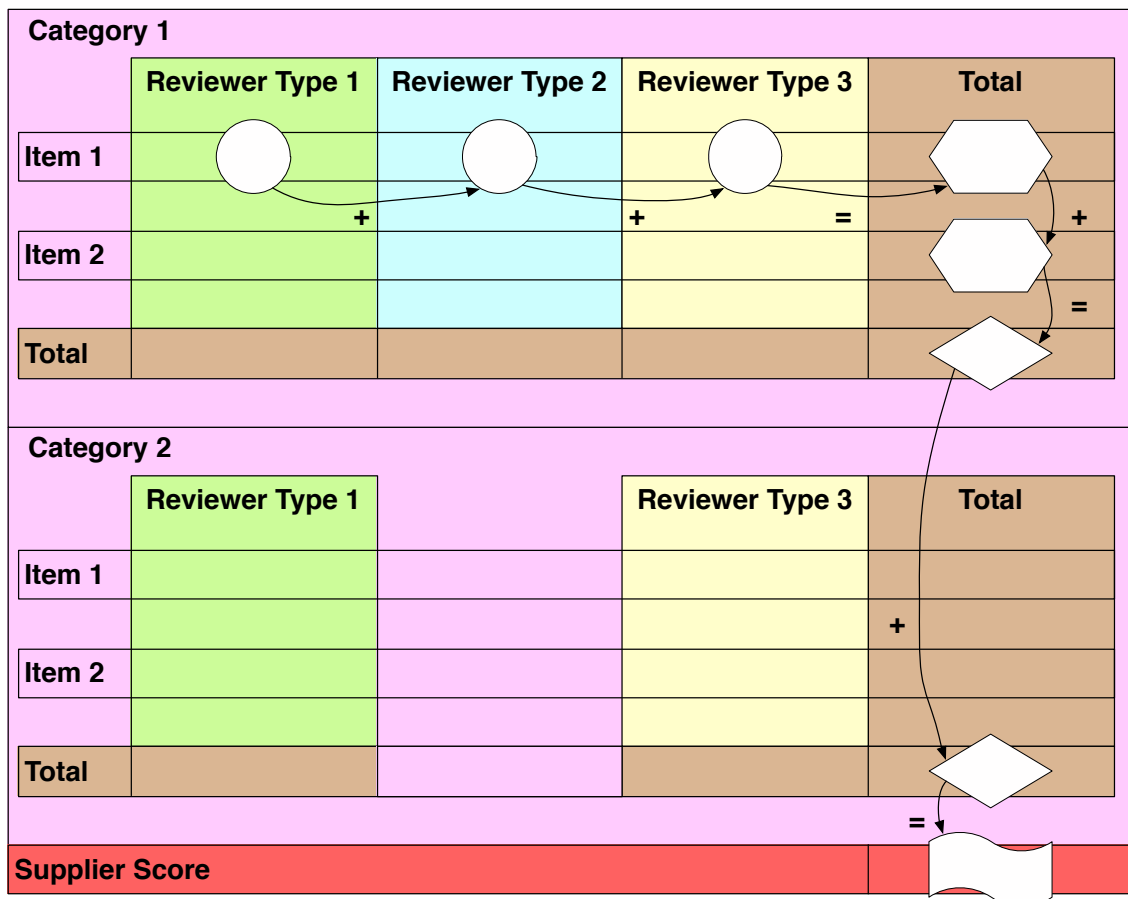 Category 1
Reviewer Type 1 Reviewer Type 2 Reviewer Type 3 Total
Item 1
+ + = +
Item 2
=
Total
Category 2
Reviewer Type 1 Reviewer Type 3 Total
Item 1
+
Item 2
Total
=
Supplier Score